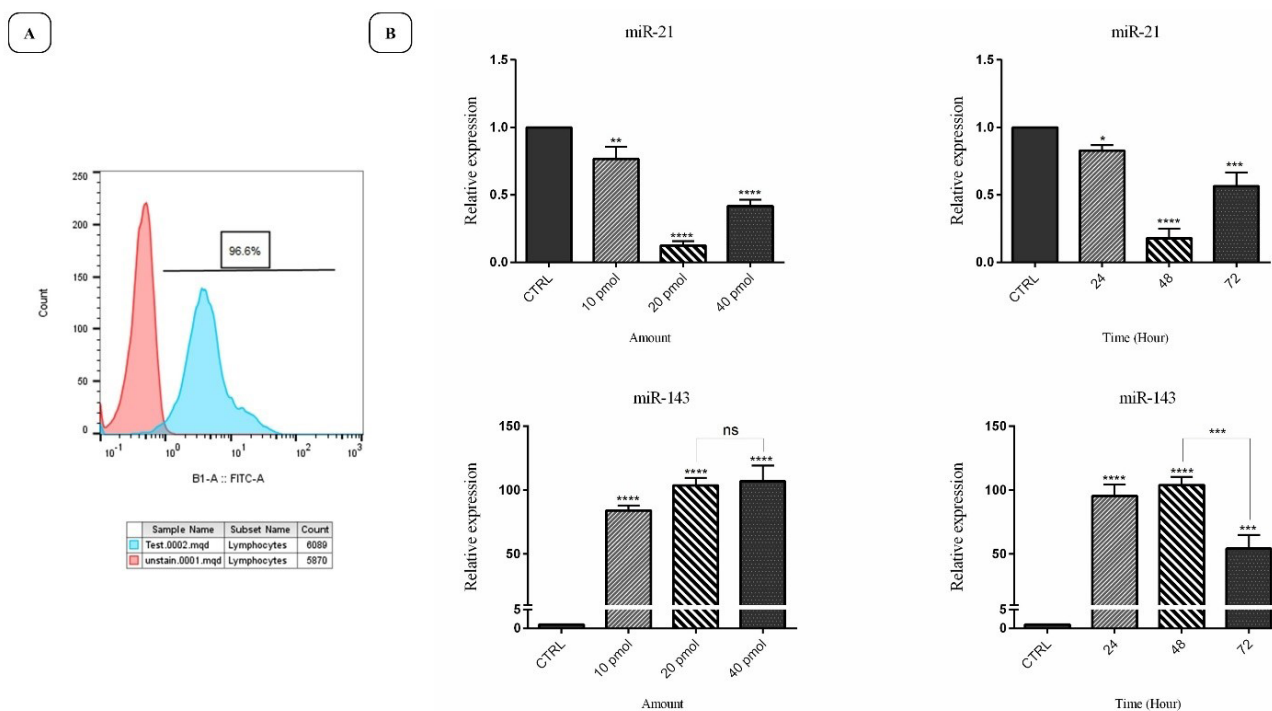 A
B
250
200
150
100
50
0
96.6%
Count
10^-1 10^0 10^1 10^2 10^3
B1-A :: FITC-A
Sample Name Subset Name Count
Test.0002.mqd Lymphocytes 6089
unstain.0001.mqd Lymphocytes 5870
miR-21
Relative expression
1.5
1.0
0.5
0.0
**
****
****
CTRL 10 pmol 20 pmol 40 pmol
Amount
miR-21
Relative expression
1.5
1.0
0.5
0.0
*
****
***
CTRL 24 48 72
Time (Hour)
miR-143
Relative expression
150
100
50
5
0
ns
****
****
****
CTRL 10 pmol 20 pmol 40 pmol
Amount
miR-143
Relative expression
150
100
50
5
0
***
****
****
***
CTRL 24 48 72
Time (Hour)